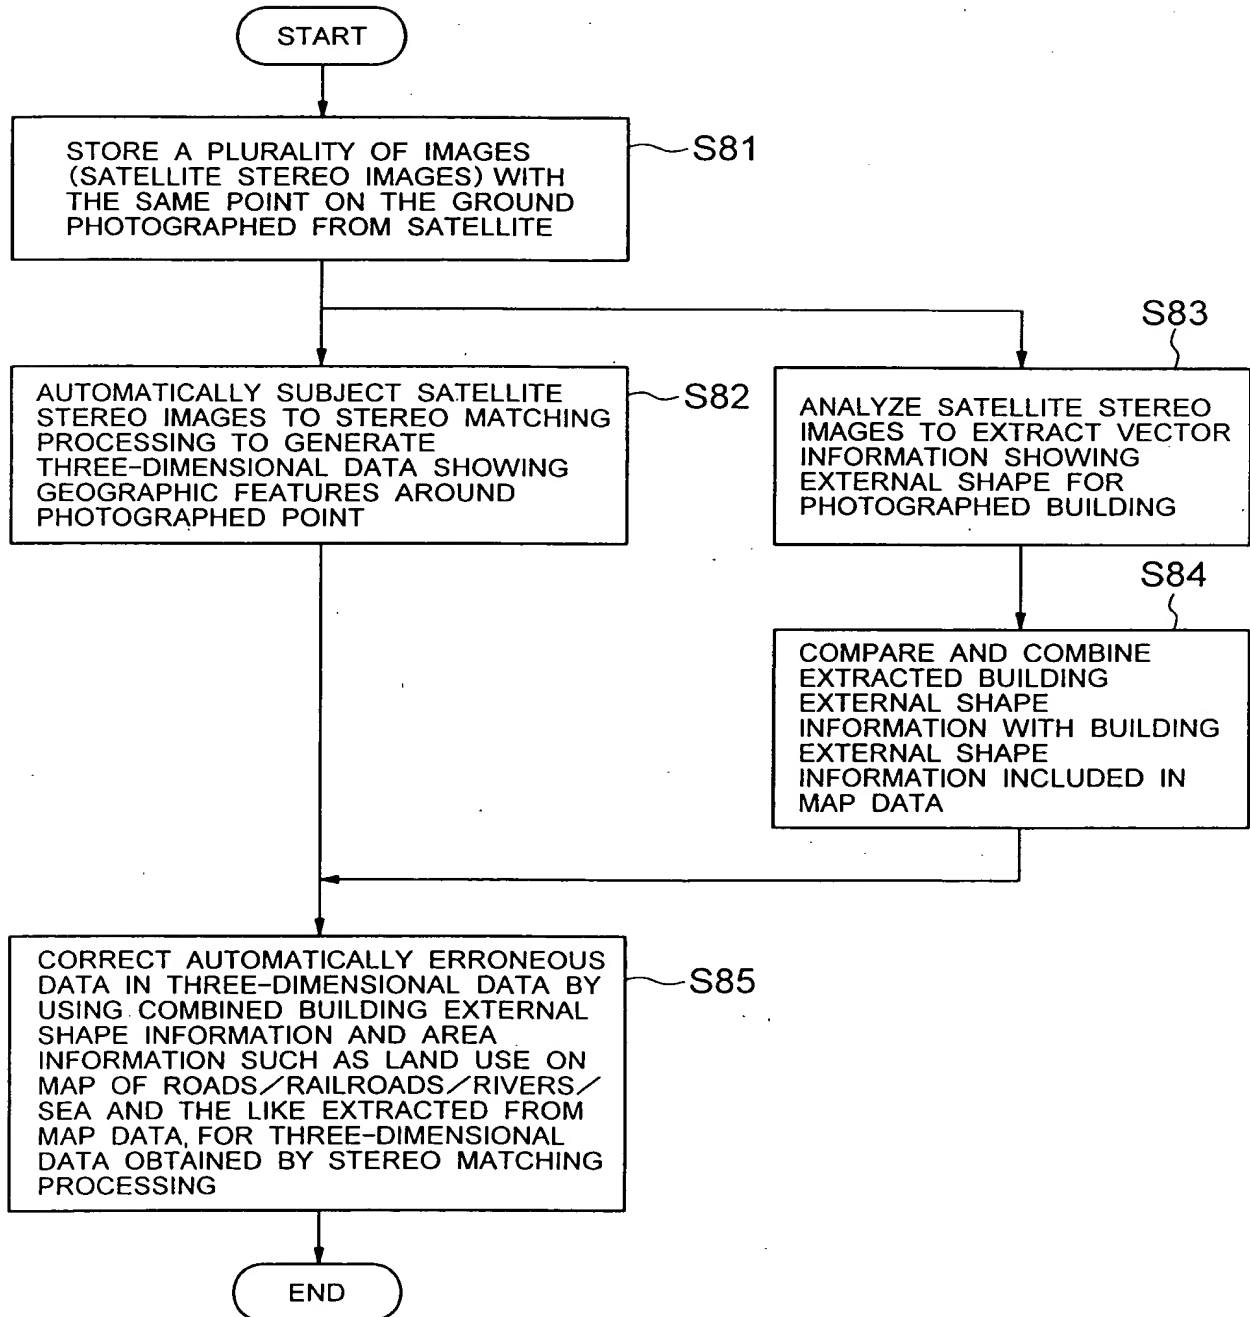 START
STORE A PLURALITY OF IMAGES
(SATELLITE STEREO IMAGES) WITH
THE SAME POINT ON THE GROUND
PHOTOGRAPHED FROM SATELLITE
S81
AUTOMATICALLY SUBJECT SATELLITE
STEREO IMAGES TO STEREO MATCHING
PROCESSING TO GENERATE
THREE-DIMENSIONAL DATA SHOWING
GEOGRAPHIC FEATURES AROUND
PHOTOGRAPHED POINT
S82
S83
ANALYZE SATELLITE STEREO
IMAGES TO EXTRACT VECTOR
INFORMATION SHOWING
EXTERNAL SHAPE FOR
PHOTOGRAPHED BUILDING
S84
COMPARE AND COMBINE
EXTRACTED BUILDING
EXTERNAL SHAPE
INFORMATION WITH BUILDING
EXTERNAL SHAPE
INFORMATION INCLUDED IN
MAP DATA
CORRECT AUTOMATICALLY ERRONEOUS
DATA IN THREE-DIMENSIONAL DATA BY
USING COMBINED BUILDING EXTERNAL
SHAPE INFORMATION AND AREA
INFORMATION SUCH AS LAND USE ON
MAP OF ROADS/RAILROADS/RIVERS/
SEA AND THE LIKE EXTRACTED FROM
MAP DATA, FOR THREE-DIMENSIONAL
DATA OBTAINED BY STEREO MATCHING
PROCESSING
S85
END